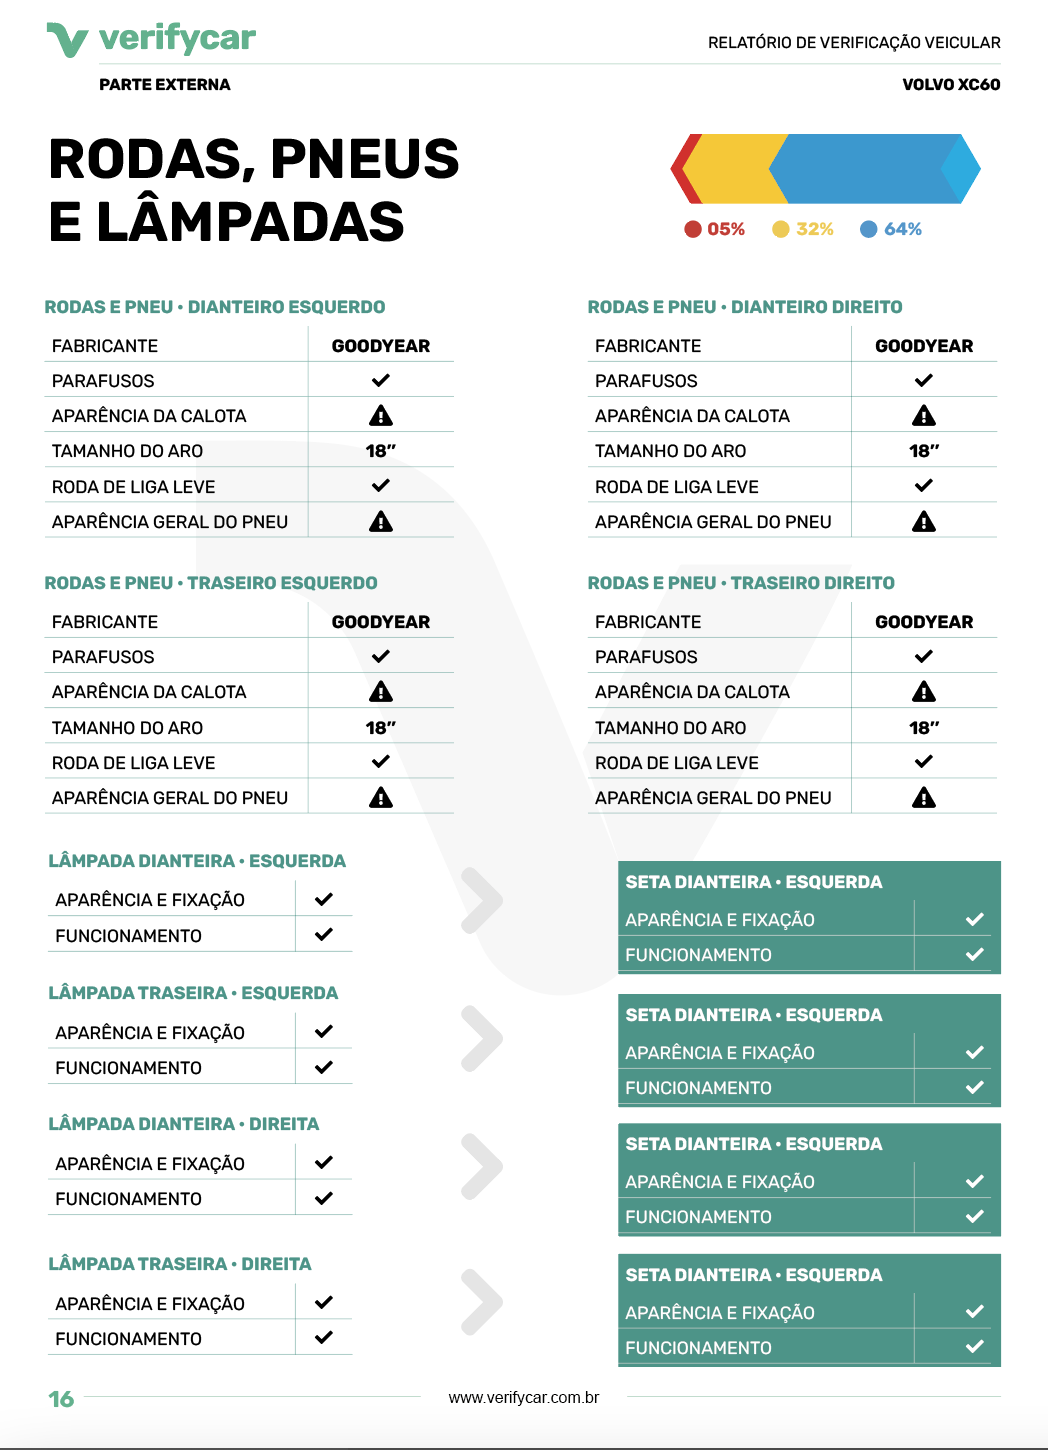 verifycar
RELATÓRIO DE VERIFICAÇÃO VEICULAR
PARTE EXTERNA
VOLVO XC60
RODAS, PNEUS
E LÂMPADAS
05% 32% 64%
RODAS E PNEU • DIANTEIRO ESQUERDO
FABRICANTE GOODYEAR
PARAFUSOS
APARÊNCIA DA CALOTA
TAMANHO DO ARO 18”
RODA DE LIGA LEVE
APARÊNCIA GERAL DO PNEU
RODAS E PNEU • DIANTEIRO DIREITO
FABRICANTE GOODYEAR
PARAFUSOS
APARÊNCIA DA CALOTA
TAMANHO DO ARO 18”
RODA DE LIGA LEVE
APARÊNCIA GERAL DO PNEU
RODAS E PNEU • TRASEIRO ESQUERDO
FABRICANTE GOODYEAR
PARAFUSOS
APARÊNCIA DA CALOTA
TAMANHO DO ARO 18”
RODA DE LIGA LEVE
APARÊNCIA GERAL DO PNEU
RODAS E PNEU • TRASEIRO DIREITO
FABRICANTE GOODYEAR
PARAFUSOS
APARÊNCIA DA CALOTA
TAMANHO DO ARO 18”
RODA DE LIGA LEVE
APARÊNCIA GERAL DO PNEU
LÂMPADA DIANTEIRA • ESQUERDA
APARÊNCIA E FIXAÇÃO
FUNCIONAMENTO
SETA DIANTEIRA • ESQUERDA
APARÊNCIA E FIXAÇÃO
FUNCIONAMENTO
LÂMPADA TRASEIRA • ESQUERDA
APARÊNCIA E FIXAÇÃO
FUNCIONAMENTO
SETA DIANTEIRA • ESQUERDA
APARÊNCIA E FIXAÇÃO
FUNCIONAMENTO
LÂMPADA DIANTEIRA • DIREITA
APARÊNCIA E FIXAÇÃO
FUNCIONAMENTO
SETA DIANTEIRA • ESQUERDA
APARÊNCIA E FIXAÇÃO
FUNCIONAMENTO
LÂMPADA TRASEIRA • DIREITA
APARÊNCIA E FIXAÇÃO
FUNCIONAMENTO
SETA DIANTEIRA • ESQUERDA
APARÊNCIA E FIXAÇÃO
FUNCIONAMENTO
16
www.verifycar.com.br